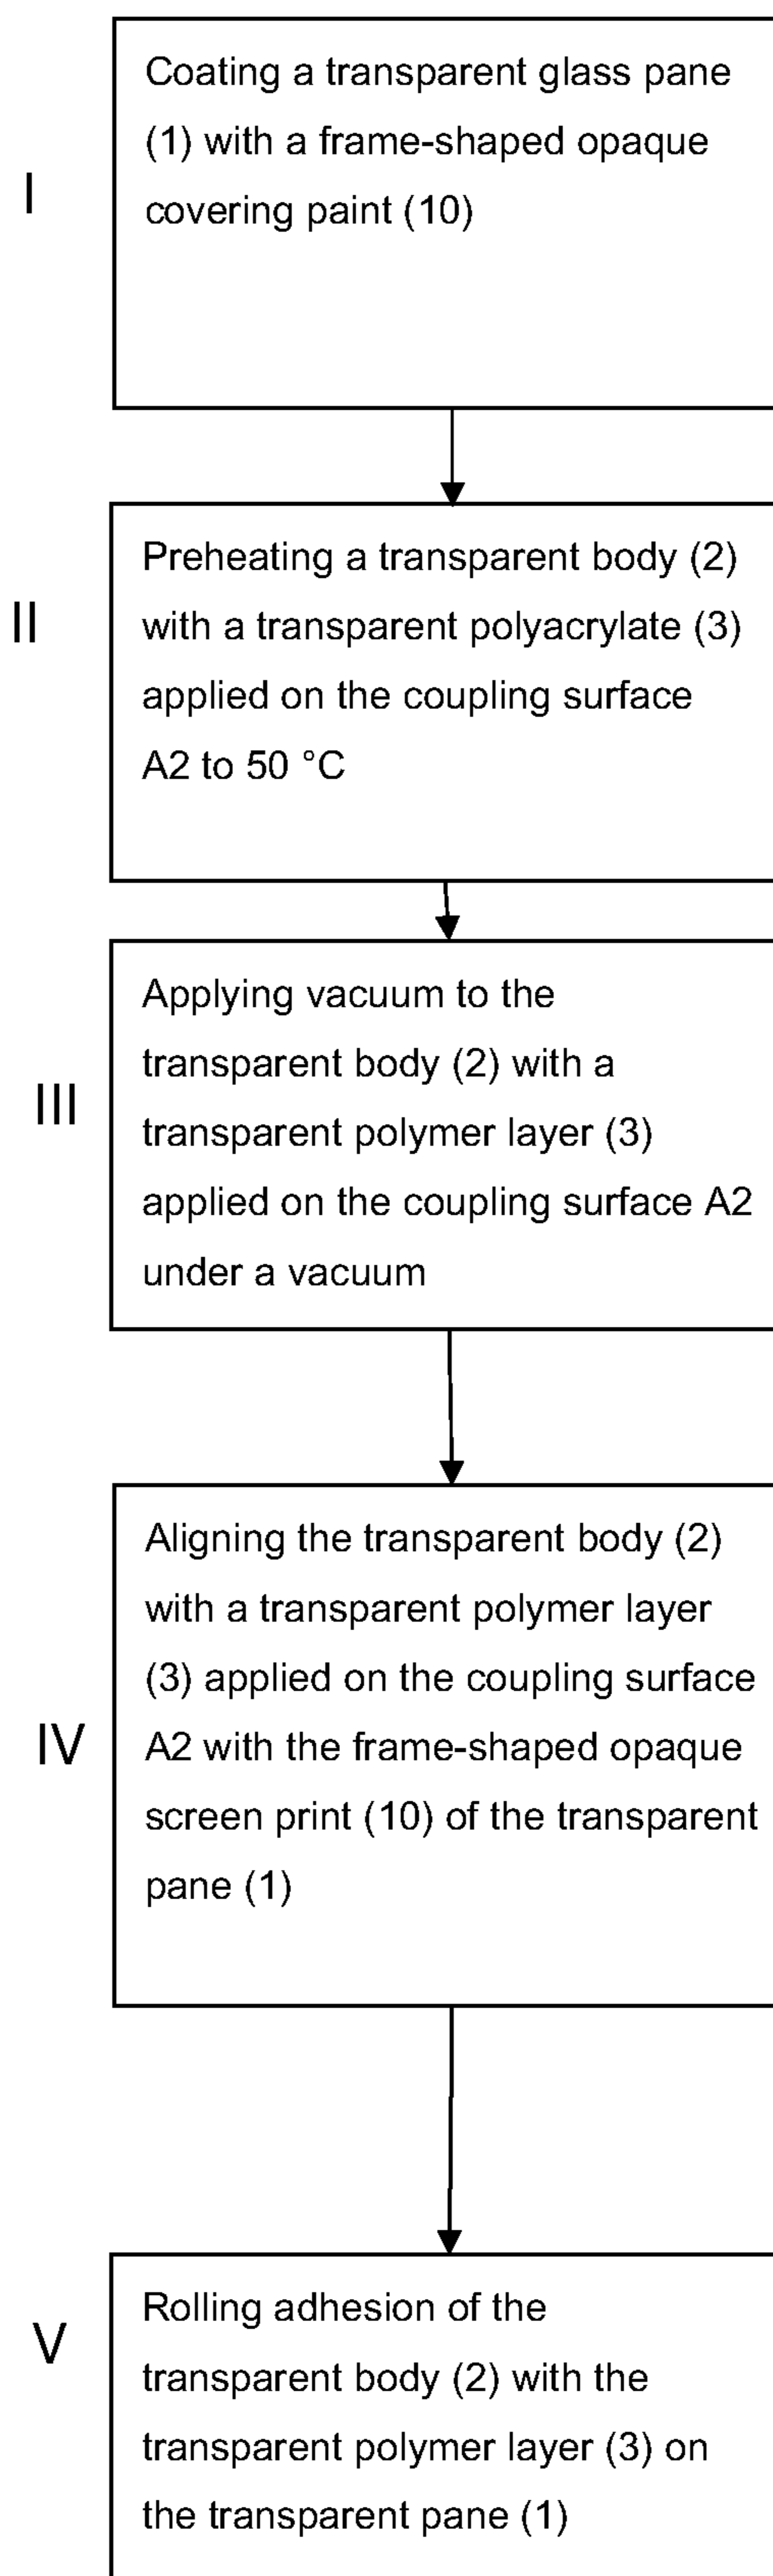 I
Coating a transparent glass pane
(1) with a frame-shaped opaque
covering paint (10)
II
Preheating a transparent body (2)
with a transparent polyacrylate (3)
applied on the coupling surface
A2 to 50 °C
III
Applying vacuum to the
transparent body (2) with a
transparent polymer layer (3)
applied on the coupling surface A2
under a vacuum
IV
Aligning the transparent body (2)
with a transparent polymer layer
(3) applied on the coupling surface
A2 with the frame-shaped opaque
screen print (10) of the transparent
pane (1)
V
Rolling adhesion of the
transparent body (2) with the
transparent polymer layer (3) on
the transparent pane (1)